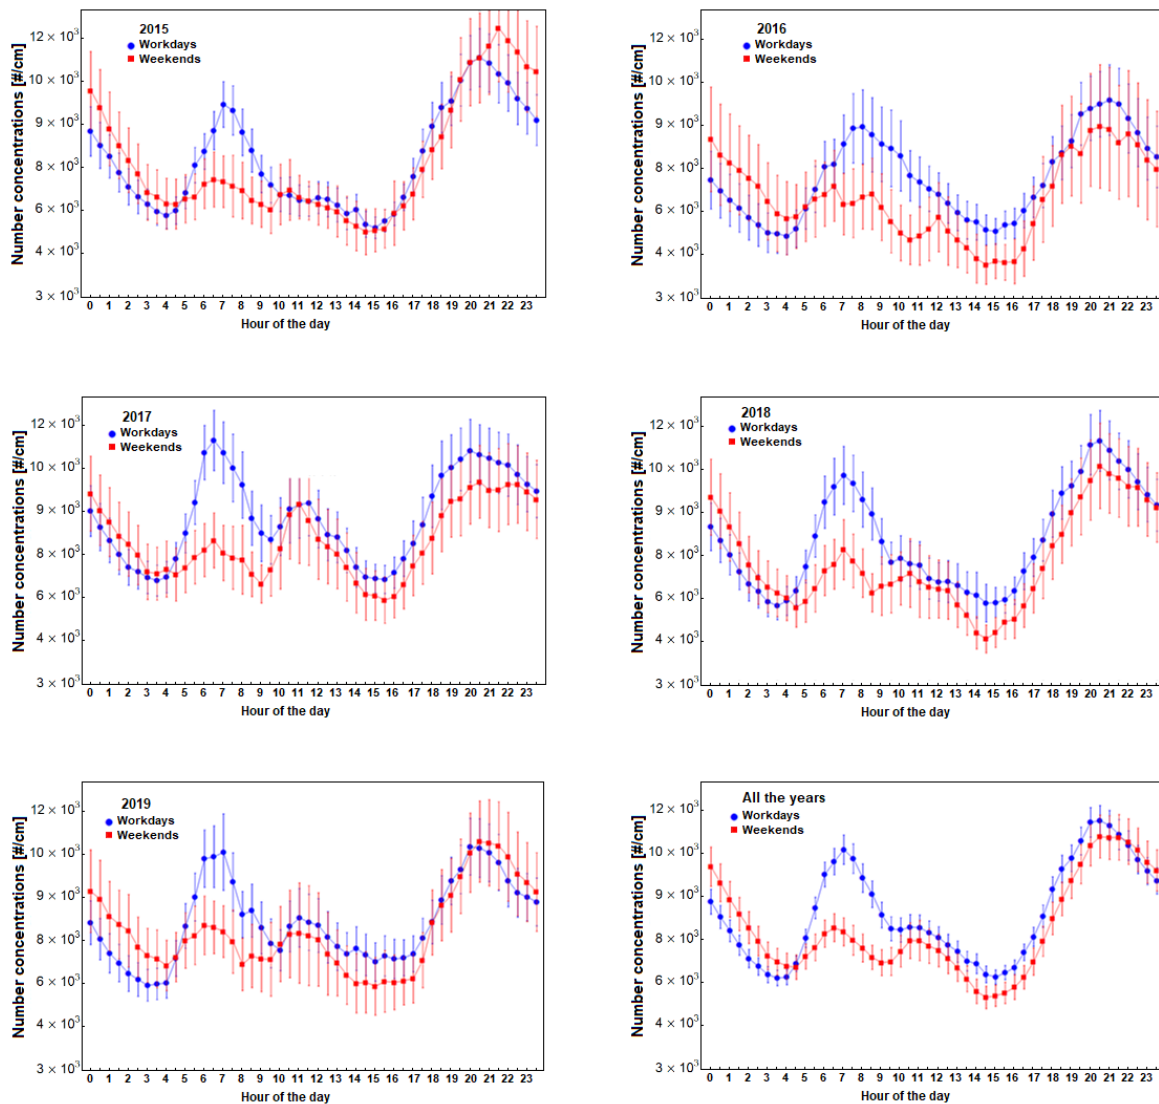 2015
Workdays
Weekends
Number concentrations [#/cm]
12 × 10³
10 × 10³
9 × 10³
8 × 10³
6 × 10³
4 × 10³
3 × 10³
0 1 2 3 4 5 6 7 8 9 10 11 12 13 14 15 16 17 18 19 20 21 22 23
Hour of the day
2016
Workdays
Weekends
Number concentrations [#/cm]
12 × 10³
10 × 10³
9 × 10³
8 × 10³
6 × 10³
4 × 10³
3 × 10³
0 1 2 3 4 5 6 7 8 9 10 11 12 13 14 15 16 17 18 19 20 21 22 23
Hour of the day
2017
Workdays
Weekends
Number concentrations [#/cm]
12 × 10³
10 × 10³
9 × 10³
8 × 10³
6 × 10³
4 × 10³
3 × 10³
0 1 2 3 4 5 6 7 8 9 10 11 12 13 14 15 16 17 18 19 20 21 22 23
Hour of the day
2018
Workdays
Weekends
Number concentrations [#/cm]
12 × 10³
10 × 10³
9 × 10³
8 × 10³
6 × 10³
4 × 10³
3 × 10³
0 1 2 3 4 5 6 7 8 9 10 11 12 13 14 15 16 17 18 19 20 21 22 23
Hour of the day
2019
Workdays
Weekends
Number concentrations [#/cm]
12 × 10³
10 × 10³
9 × 10³
8 × 10³
6 × 10³
4 × 10³
3 × 10³
0 1 2 3 4 5 6 7 8 9 10 11 12 13 14 15 16 17 18 19 20 21 22 23
Hour of the day
All the years
Workdays
Weekends
Number concentrations [#/cm]
12 × 10³
10 × 10³
9 × 10³
8 × 10³
6 × 10³
4 × 10³
3 × 10³
0 1 2 3 4 5 6 7 8 9 10 11 12 13 14 15 16 17 18 19 20 21 22 23
Hour of the day